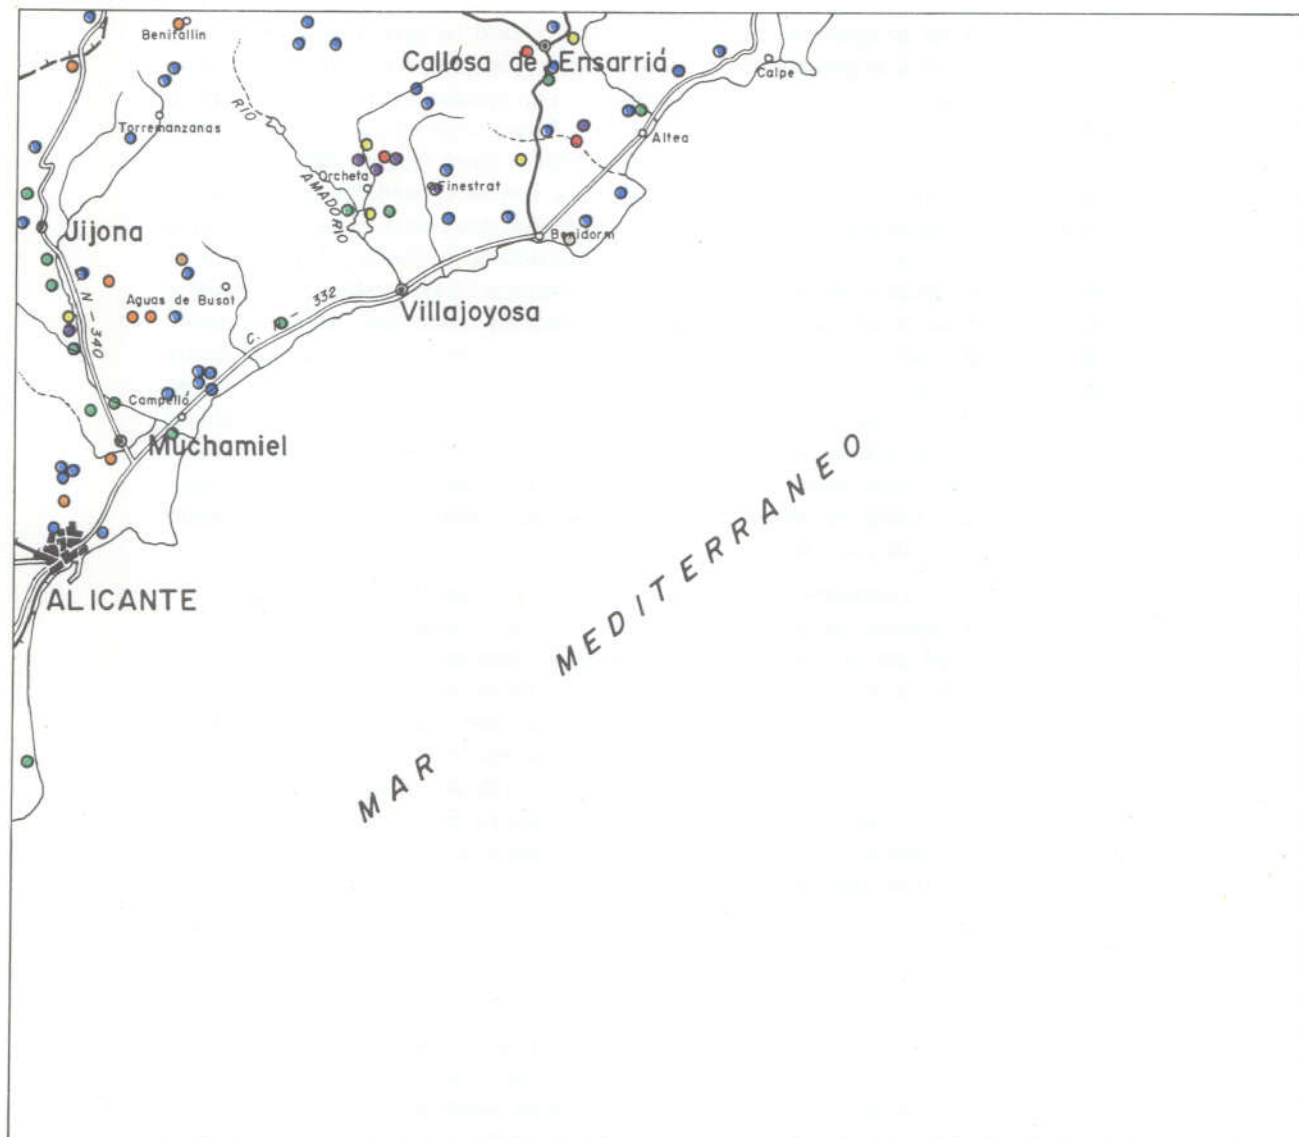 Benifallin
Callosa de Ensarriá
Calpe
RIO
Torremanzanas
Altea
Orcheta
Finestrat
AMADORIO
Jijona
Benidorm
Aguas de Busot
N-340
C. N- 332
Villajoyosa
Campelló
Muchamiel
ALICANTE
MAR MEDITERRANEO